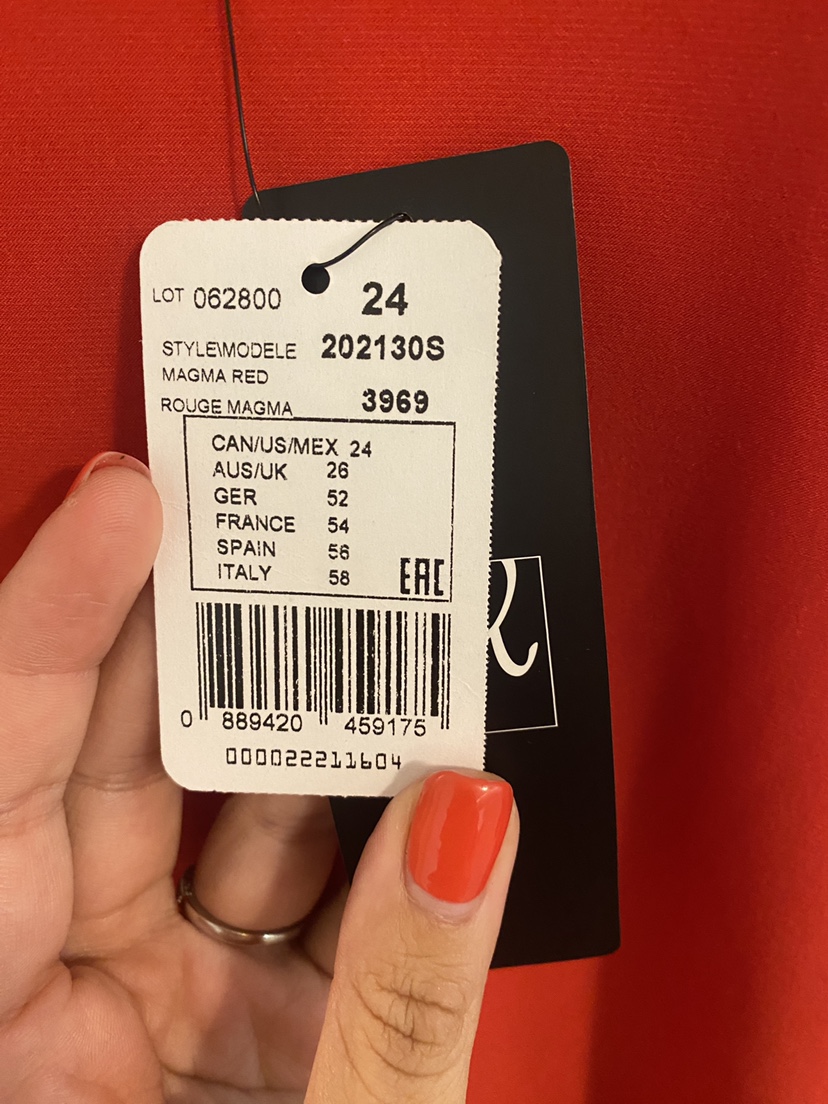 LOT 062800 24
STYLE\MODELE 202130S
MAGMA RED
ROUGE MAGMA 3969
CAN/US/MEX 24
AUS/UK 26
GER 52
FRANCE 54
SPAIN 56
ITALY 58 EAC
0 889420 459175
000022211604